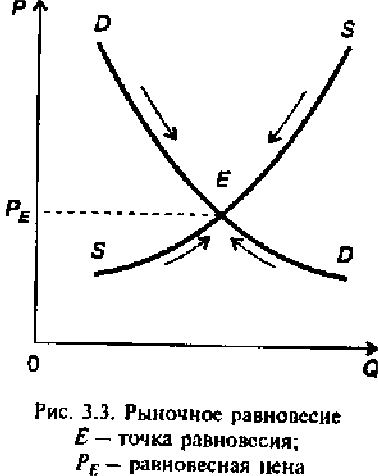 P
D
S
E
P_E
S
D
0
Q
Рис. 3.3. Рыночное равновесие
E — точка равновесия;
P_E — равновесная цена